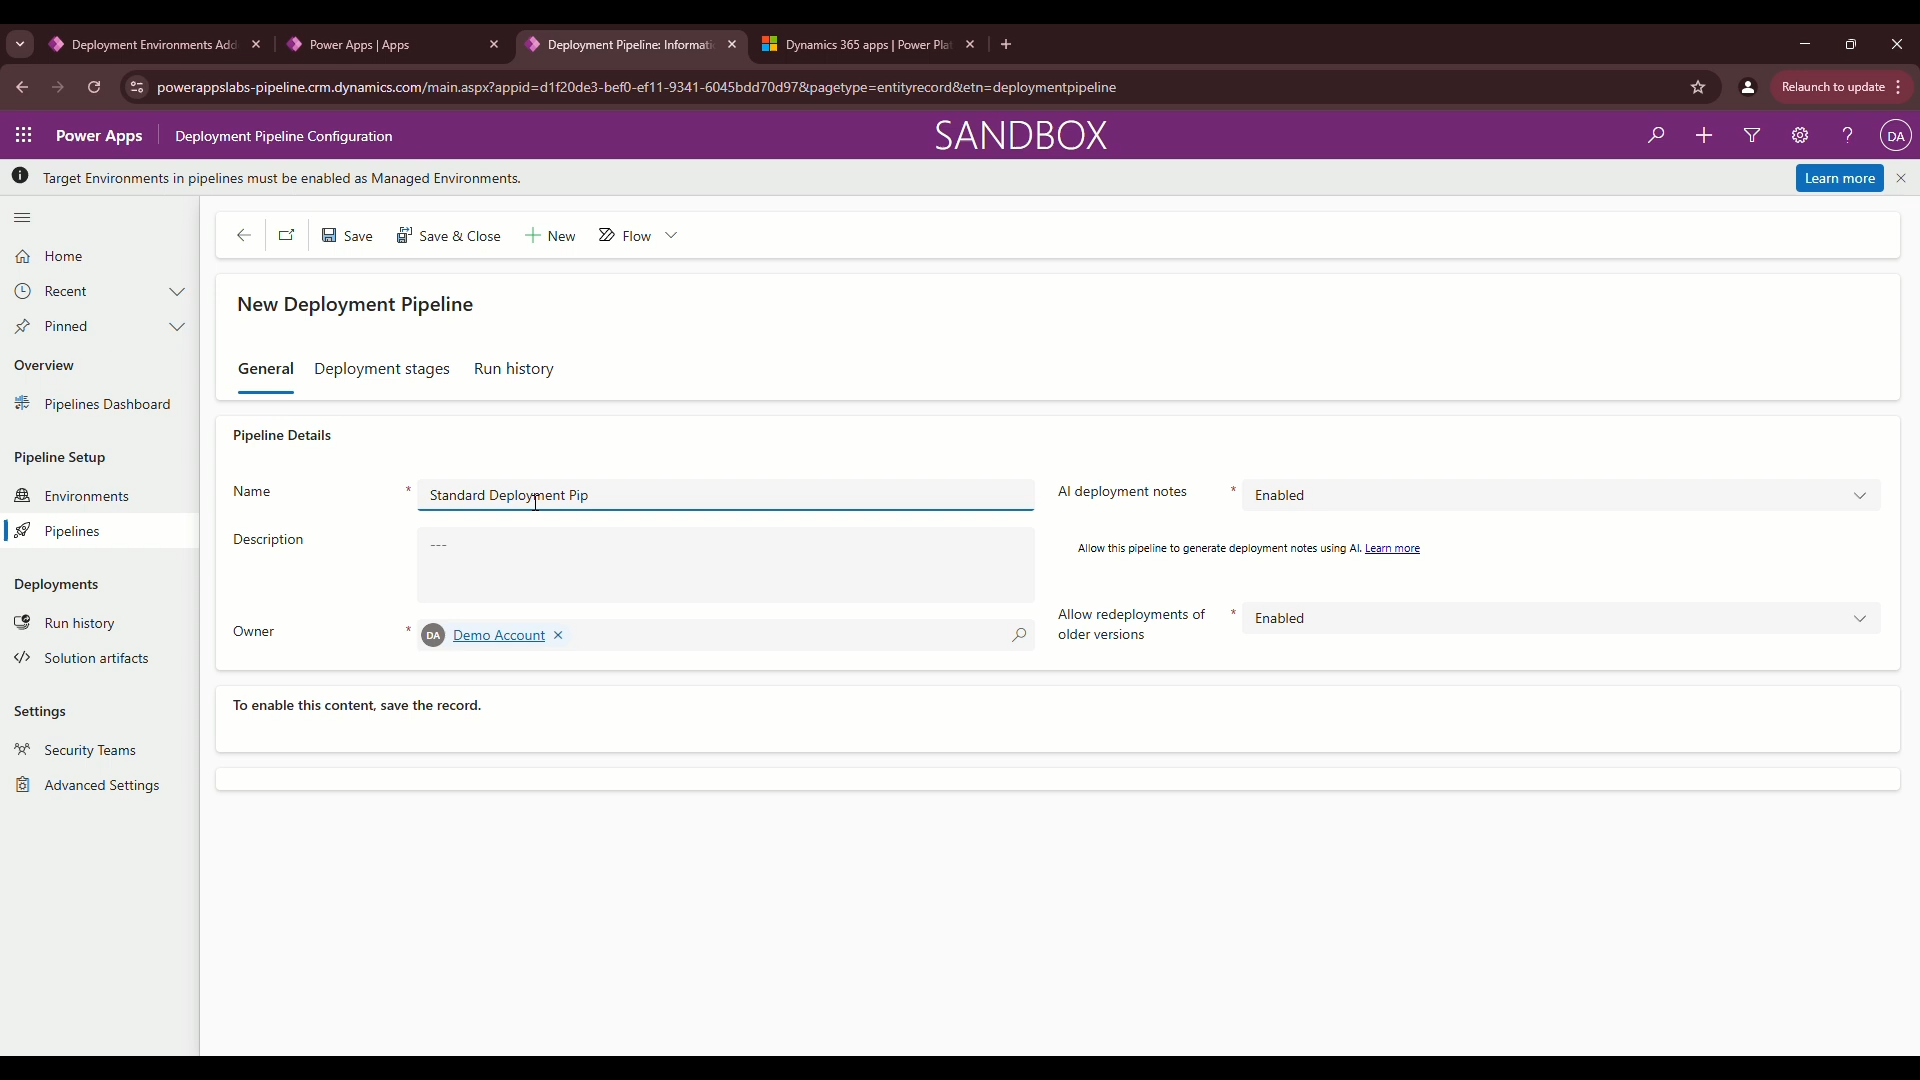 Deployment Environments Add
Power Apps | Apps
Deployment Pipeline: Informati
Dynamics 365 apps | Power Pla
powerappslabs-pipeline.crm.dynamics.com/main.aspx?appid=d1f20de3-bef0-ef11-9341-6045bdd70d97&pagetype=entityrecord&etn=deploymentpipeline
Relaunch to update
Power Apps
Deployment Pipeline Configuration
SANDBOX
DA
Target Environments in pipelines must be enabled as Managed Environments.
Learn more
Home
Recent
Pinned
Overview
Pipelines Dashboard
Pipeline Setup
Environments
Pipelines
Deployments
Run history
Solution artifacts
Settings
Security Teams
Advanced Settings
Save
Save & Close
New
Flow
New Deployment Pipeline
General
Deployment stages
Run history
Pipeline Details
Name
*
Standard Deployment Pip
Description
---
Owner
*
DA
Demo Account
AI deployment notes
*
Enabled
Allow this pipeline to generate deployment notes using AI. Learn more
Allow redeployments of
older versions
*
Enabled
To enable this content, save the record.